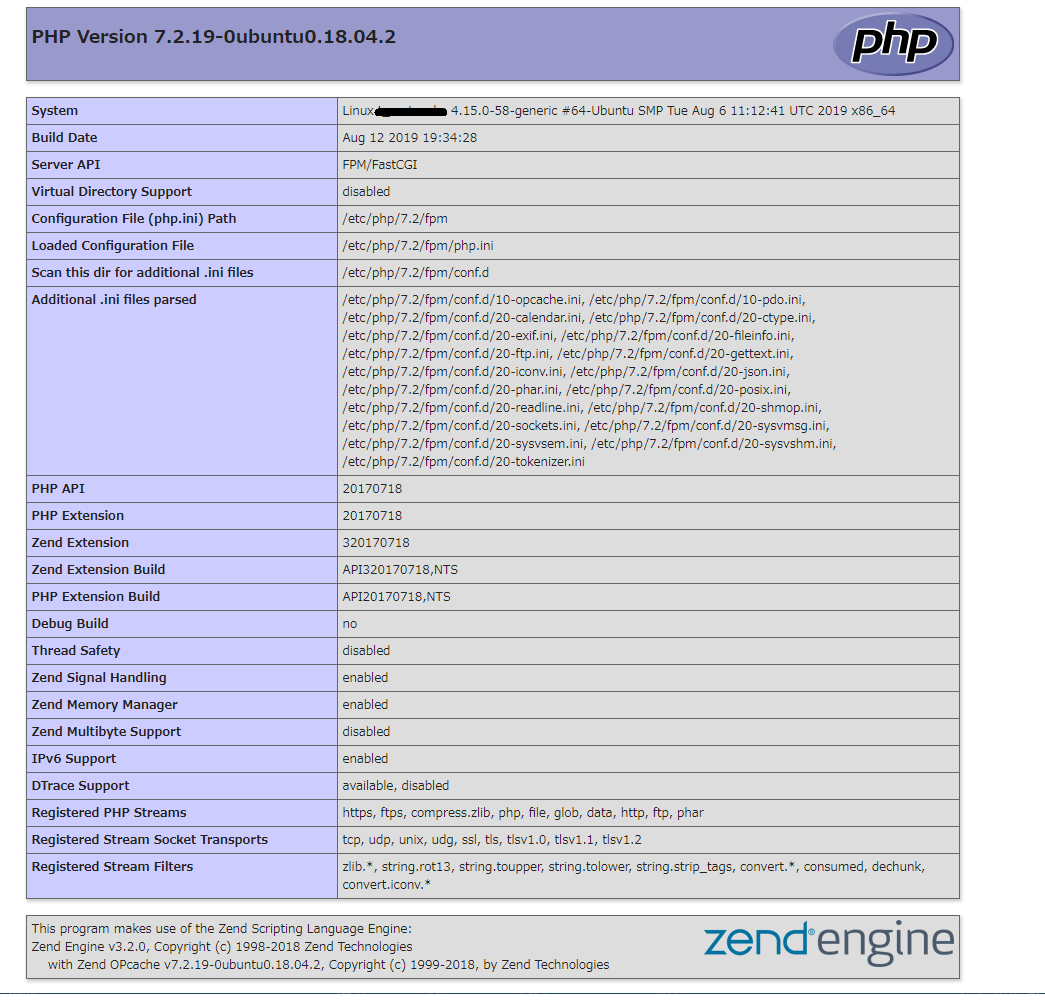 PHP Version 7.2.19-0ubuntu0.18.04.2
php
System Linux 4.15.0-58-generic #64-Ubuntu SMP Tue Aug 6 11:12:41 UTC 2019 x86_64
Build Date Aug 12 2019 19:34:28
Server API FPM/FastCGI
Virtual Directory Support disabled
Configuration File (php.ini) Path /etc/php/7.2/fpm
Loaded Configuration File /etc/php/7.2/fpm/php.ini
Scan this dir for additional .ini files /etc/php/7.2/fpm/conf.d
Additional .ini files parsed /etc/php/7.2/fpm/conf.d/10-opcache.ini, /etc/php/7.2/fpm/conf.d/10-pdo.ini,
/etc/php/7.2/fpm/conf.d/20-calendar.ini, /etc/php/7.2/fpm/conf.d/20-ctype.ini,
/etc/php/7.2/fpm/conf.d/20-exif.ini, /etc/php/7.2/fpm/conf.d/20-fileinfo.ini,
/etc/php/7.2/fpm/conf.d/20-ftp.ini, /etc/php/7.2/fpm/conf.d/20-gettext.ini,
/etc/php/7.2/fpm/conf.d/20-iconv.ini, /etc/php/7.2/fpm/conf.d/20-json.ini,
/etc/php/7.2/fpm/conf.d/20-phar.ini, /etc/php/7.2/fpm/conf.d/20-posix.ini,
/etc/php/7.2/fpm/conf.d/20-readline.ini, /etc/php/7.2/fpm/conf.d/20-shmop.ini,
/etc/php/7.2/fpm/conf.d/20-sockets.ini, /etc/php/7.2/fpm/conf.d/20-sysvmsg.ini,
/etc/php/7.2/fpm/conf.d/20-sysvsem.ini, /etc/php/7.2/fpm/conf.d/20-sysvshm.ini,
/etc/php/7.2/fpm/conf.d/20-tokenizer.ini
PHP API 20170718
PHP Extension 20170718
Zend Extension 320170718
Zend Extension Build API320170718,NTS
PHP Extension Build API20170718,NTS
Debug Build no
Thread Safety disabled
Zend Signal Handling enabled
Zend Memory Manager enabled
Zend Multibyte Support disabled
IPv6 Support enabled
DTrace Support available, disabled
Registered PHP Streams https, ftps, compress.zlib, php, file, glob, data, http, ftp, phar
Registered Stream Socket Transports tcp, udp, unix, udg, ssl, tls, tlsv1.0, tlsv1.1, tlsv1.2
Registered Stream Filters zlib.*, string.rot13, string.toupper, string.tolower, string.strip_tags, convert.*, consumed, dechunk,
convert.iconv.*
This program makes use of the Zend Scripting Language Engine:
Zend Engine v3.2.0, Copyright (c) 1998-2018 Zend Technologies
with Zend OPcache v7.2.19-0ubuntu0.18.04.2, Copyright (c) 1999-2018, by Zend Technologies
zend® engine